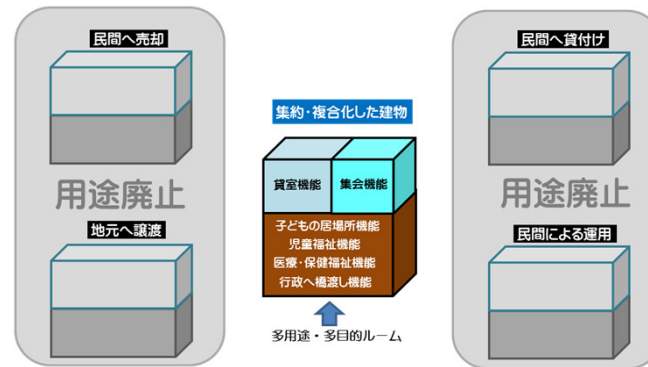 民間へ売却
用途廃止
地元へ譲渡
集約・複合化した建物
貸室機能
集会機能
子どもの居場所機能
児童福祉機能
医療・保健福祉機能
行政へ橋渡し機能
多用途・多目的ルーム
民間へ貸付け
用途廃止
民間による運用